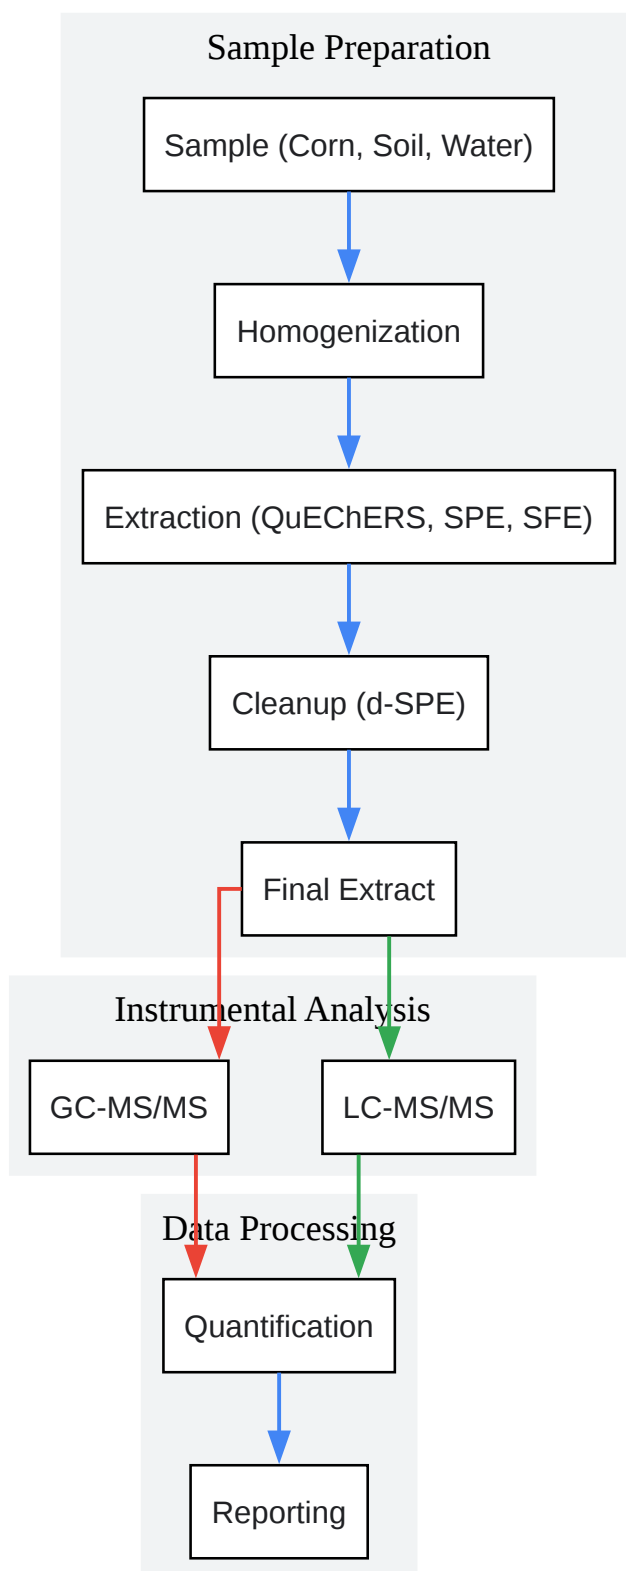 Sample Preparation
Sample (Corn, Soil, Water)
Homogenization
Extraction (QuEChERS, SPE, SFE)
Cleanup (d-SPE)
Final Extract
Instrumental Analysis
GC-MS/MS
LC-MS/MS
Data Processing
Quantification
Reporting